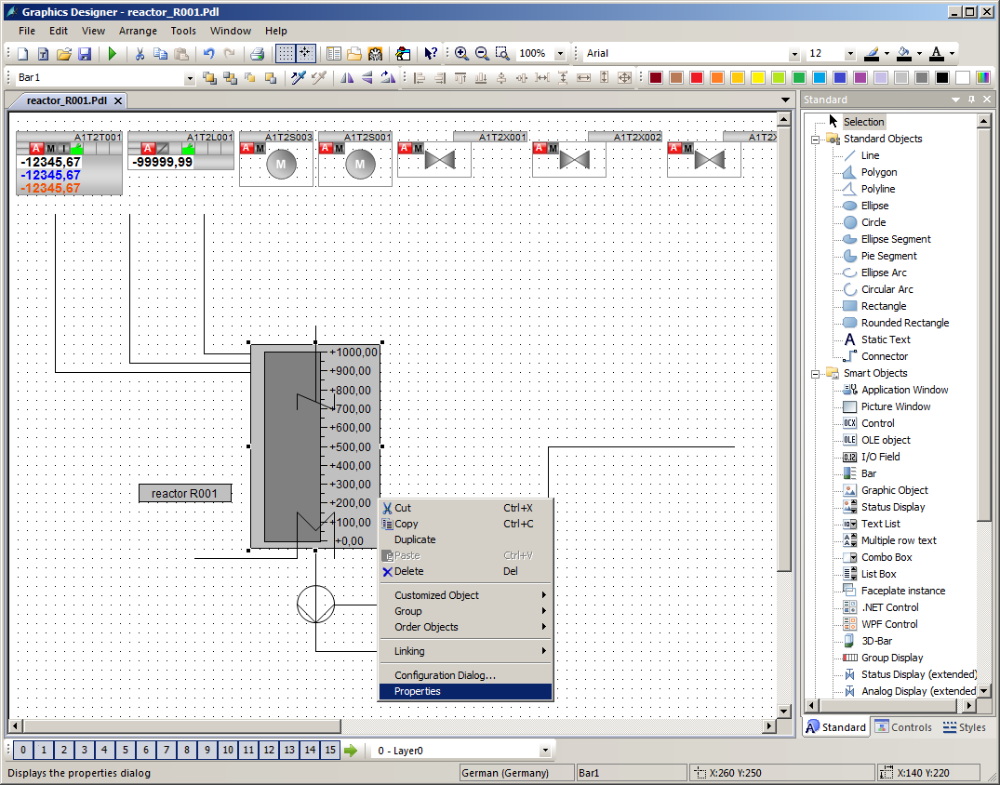 Graphics Designer - reactor_R001.Pdl
File Edit View Arrange Tools Window Help
100% Arial 12
Bar1
reactor_R001.Pdl
Standard
A1T2T001 A1T2L001 A1T2S003 A1T2S001 A1T2X001 A1T2X002 A1T2X
A M I A A M A M A M A M A M
-12345,67 -99999,99 M M
-12345,67
-12345,67
+1000,00
+900,00
+800,00
+700,00
+600,00
+500,00
+400,00
+300,00
+200,00
+100,00
+0,00
reactor R001
Cut Ctrl+X
Copy Ctrl+C
Duplicate
Paste Ctrl+V
Delete Del
Customized Object
Group
Order Objects
Linking
Configuration Dialog...
Properties
Selection
Standard Objects
Line
Polygon
Polyline
Ellipse
Circle
Ellipse Segment
Pie Segment
Ellipse Arc
Circular Arc
Rectangle
Rounded Rectangle
A Static Text
Connector
Smart Objects
Application Window
Picture Window
OCX Control
OLE OLE object
0.12 I/O Field
Bar
Graphic Object
Status Display
Text List
Multiple row text
Combo Box
List Box
Faceplate instance
.NET Control
WPF Control
3D-Bar
Group Display
Status Display (extended)
Analog Display (extended
Standard Controls Styles
0 1 2 3 4 5 6 7 8 9 10 11 12 13 14 15 0 - Layer0
Displays the properties dialog German (Germany) Bar1 X:260 Y:250 X:140 Y:220